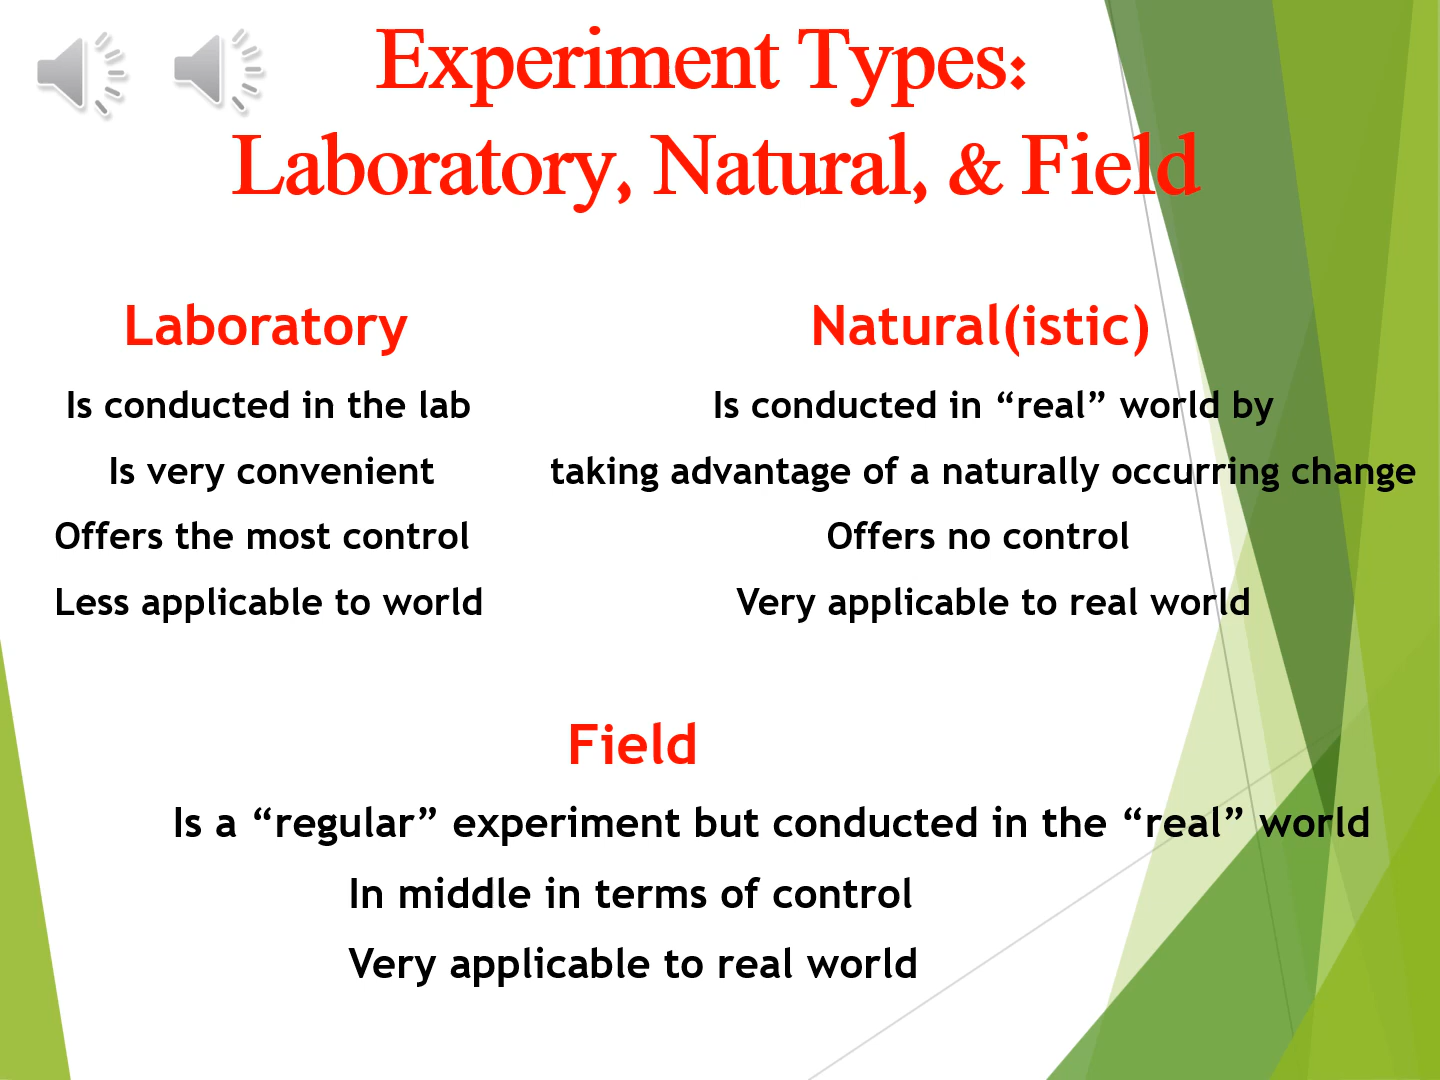 Experiment Types:
Laboratory, Natural, & Field
Laboratory
Is conducted in the lab
Is very convenient
Offers the most control
Less applicable to world
Natural(istic)
Is conducted in “real” world by
taking advantage of a naturally occurring change
Offers no control
Very applicable to real world
Field
Is a “regular” experiment but conducted in the “real” world
In middle in terms of control
Very applicable to real world